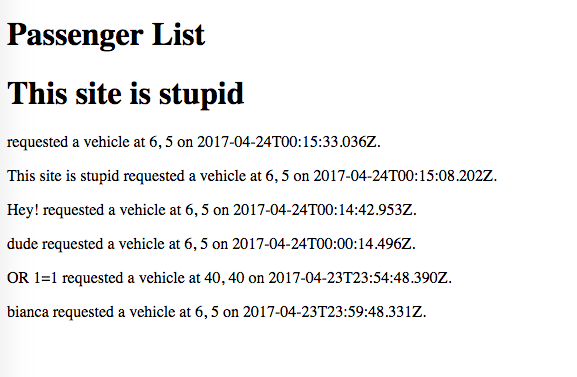 Passenger List
This site is stupid
requested a vehicle at 6, 5 on 2017-04-24T00:15:33.036Z.
This site is stupid requested a vehicle at 6, 5 on 2017-04-24T00:15:08.202Z.
Hey! requested a vehicle at 6, 5 on 2017-04-24T00:14:42.953Z.
dude requested a vehicle at 6, 5 on 2017-04-24T00:00:14.496Z.
OR 1=1 requested a vehicle at 40, 40 on 2017-04-23T23:54:48.390Z.
bianca requested a vehicle at 6, 5 on 2017-04-23T23:59:48.331Z.